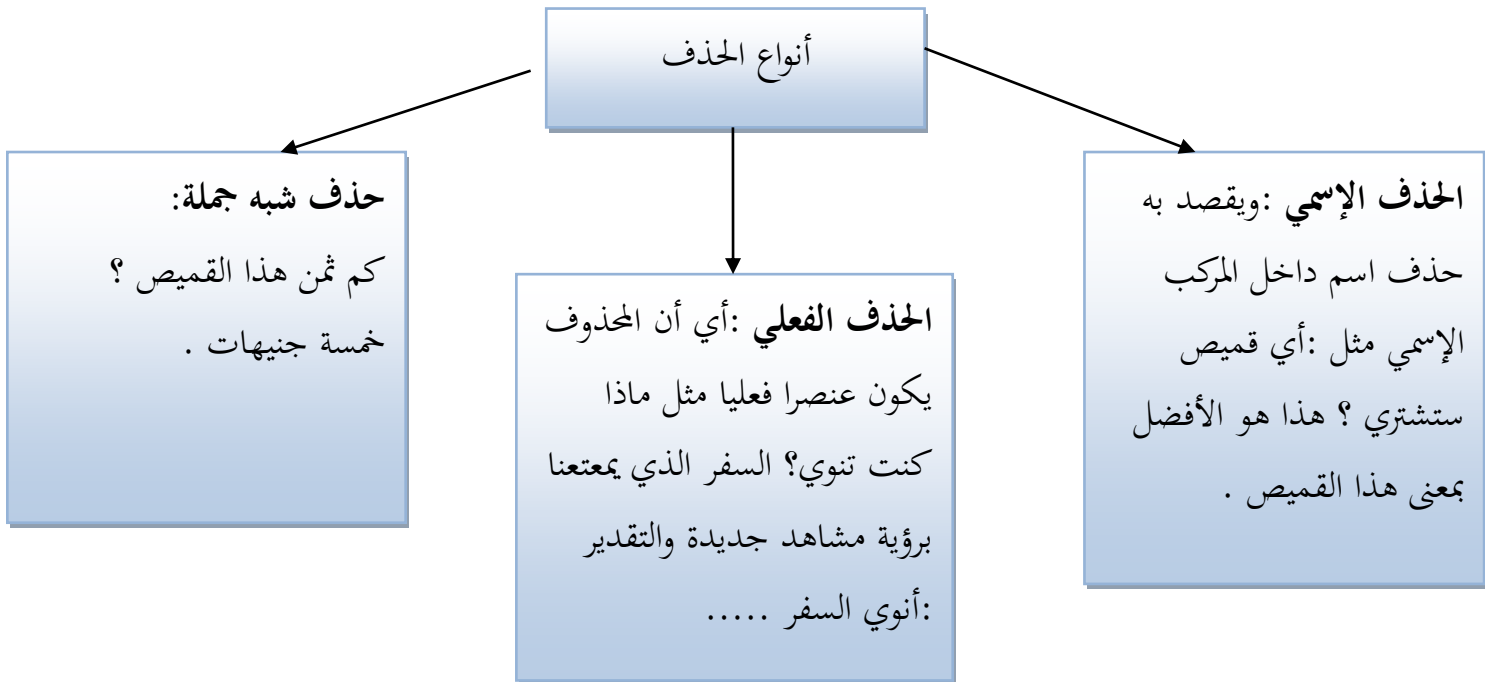 أنواع الحذف
الحذف الإسمي :ويقصد به
حذف اسم داخل المركب
الإسمي مثل :أي قميص
ستشتري ؟ هذا هو الأفضل
بمعنى هذا القميص .
الحذف الفعلي :أي أن المحذوف
يكون عنصرا فعليا مثل ماذا
كنت تنوي؟ السفر الذي يمعتعنا
برؤية مشاهد جديدة والتقدير
:أنوي السفر .....
حذف شبه جملة:
كم ثمن هذا القميص ؟
خمسة جنيهات .